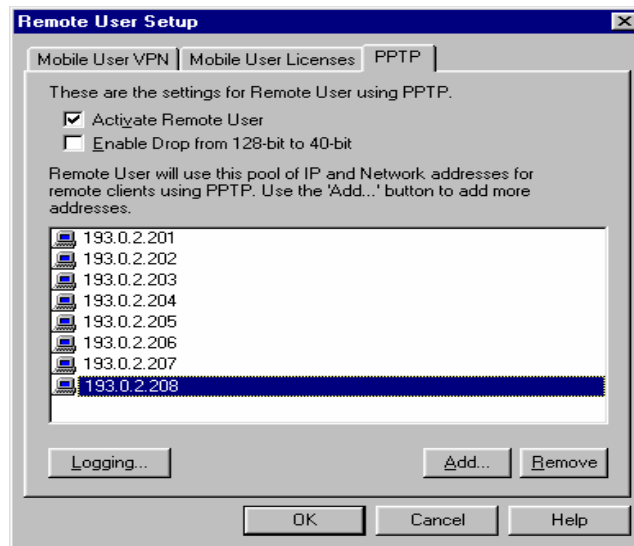 Remote User Setup
Mobile User VPN Mobile User Licenses PPTP
These are the settings for Remote User using PPTP.
Activate Remote User
Enable Drop from 128-bit to 40-bit
Remote User will use this pool of IP and Network addresses for
remote clients using PPTP. Use the 'Add...' button to add more
addresses.
193.0.2.201
193.0.2.202
193.0.2.203
193.0.2.204
193.0.2.205
193.0.2.206
193.0.2.207
193.0.2.208
Logging... Add... Remove
OK Cancel Help